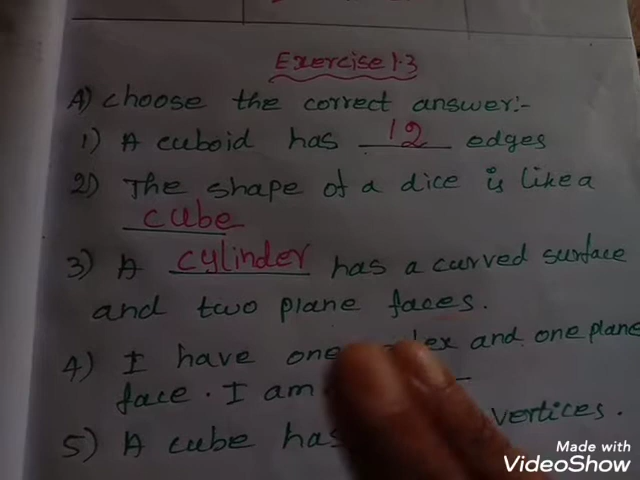 Exercise 1.3
A) choose the correct answer:-
1) A cuboid has 12 edges
2) The shape of a dice is like a
cube
3) A cylinder has a curved surface
and two plane faces.
4) I have one and one plane
face. I am
5) A cube has vertices.
Made with
VideoShow